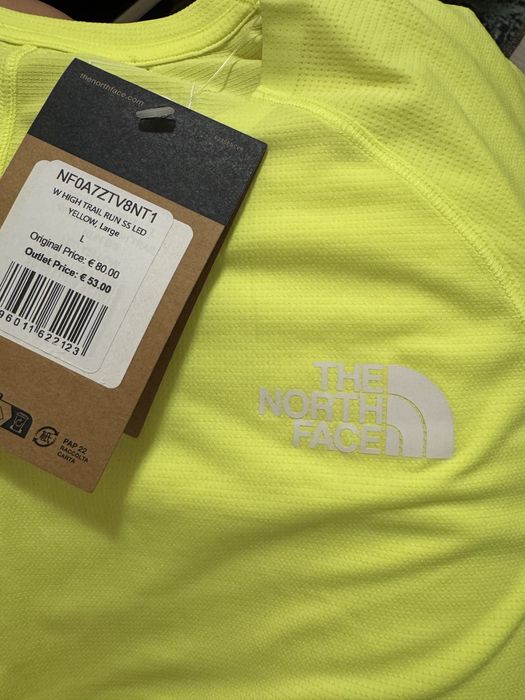 thenorthface.com
NF0A7ZTV8NT1
W HIGH TRAIL RUN SS LED
YELLOW, Large
L
Original Price: € 80.00
Outlet Price: € 53.00
96011622123
PAP 22
RACCOLTA
CARTA
THE
NORTH
FACE